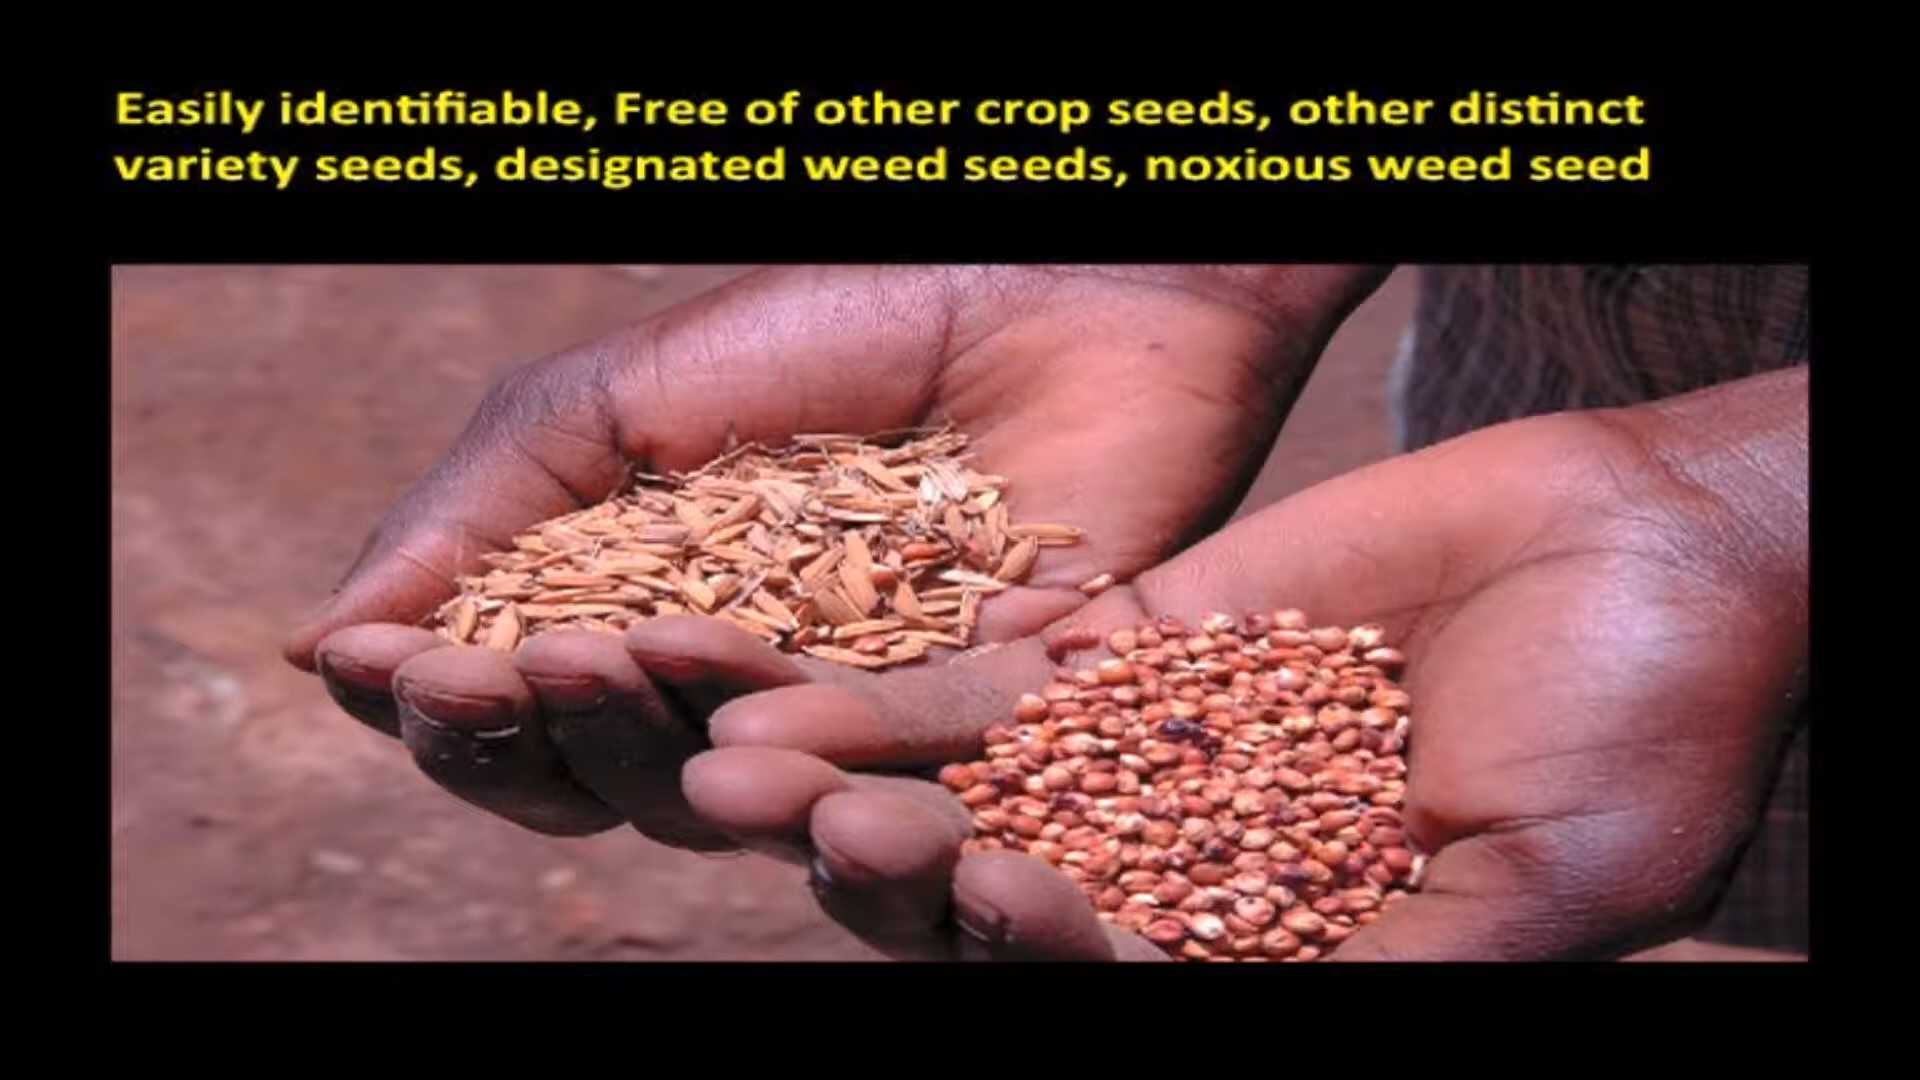 Easily identifiable, Free of other crop seeds, other distinct
variety seeds, designated weed seeds, noxious weed seed